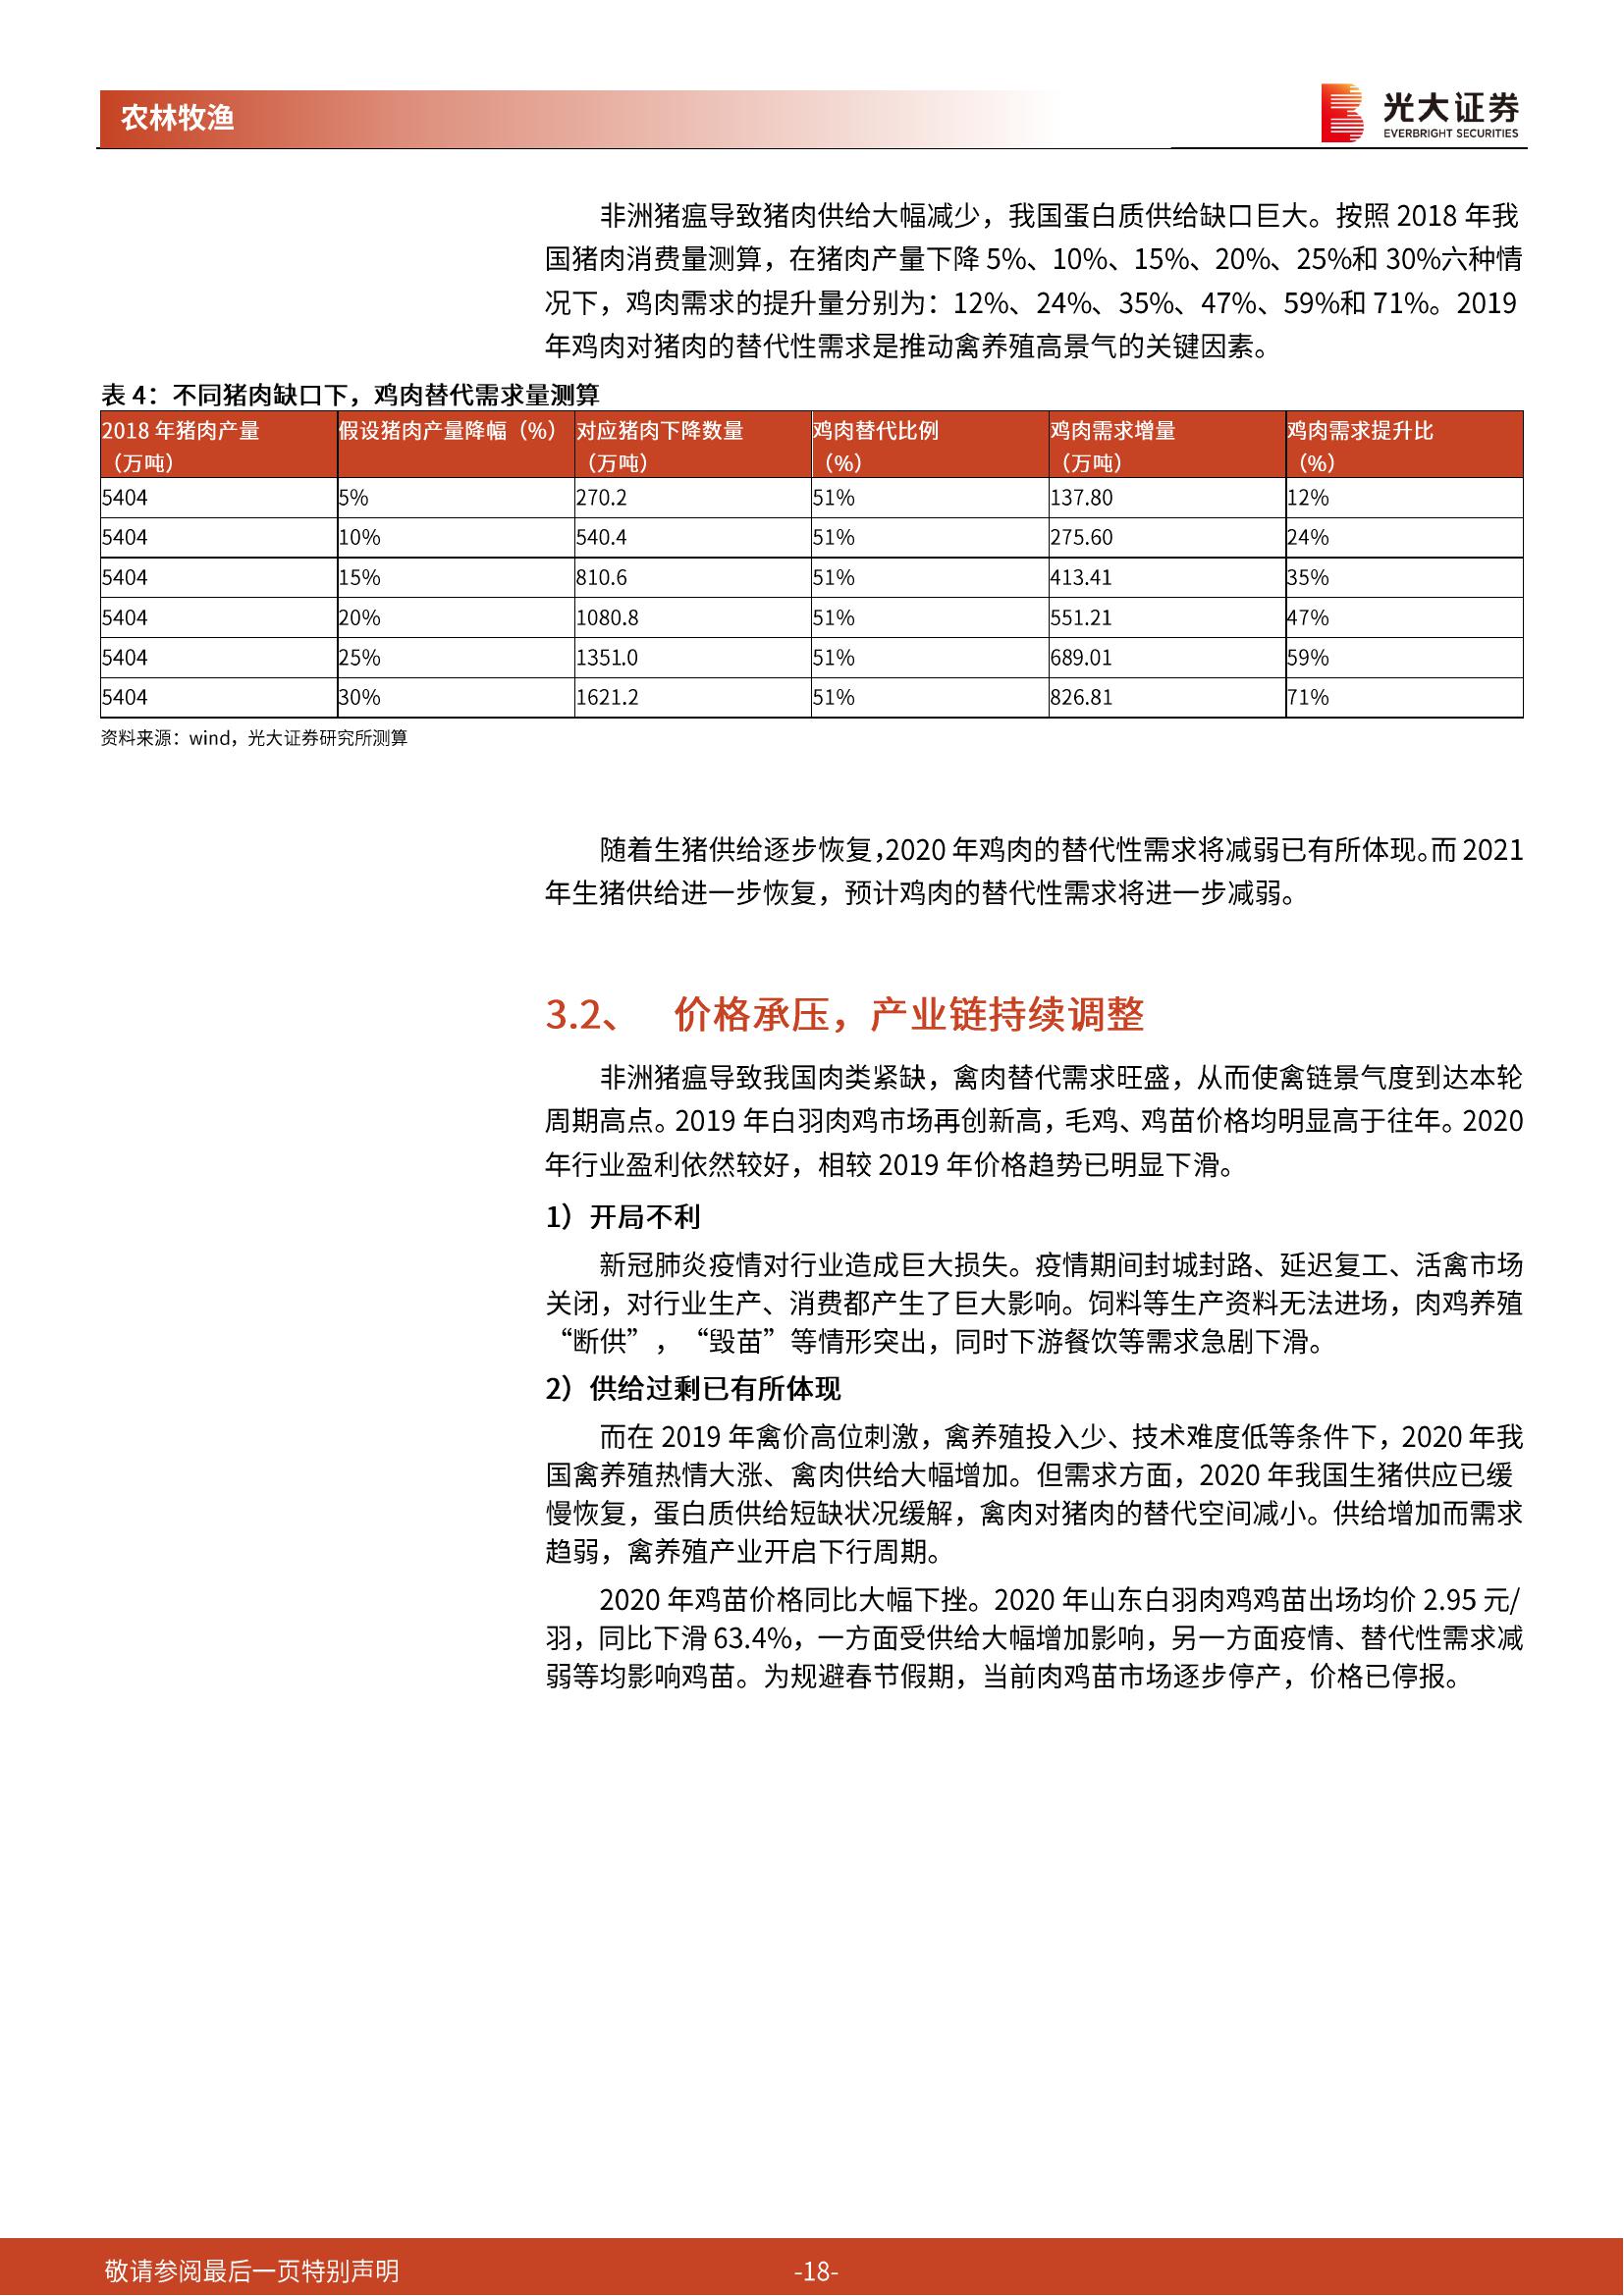 农林牧渔
光大证券
EVERBRIGHT SECURITIES
非洲猪瘟导致猪肉供给大幅减少，我国蛋白质供给缺口巨大。按照 2018 年我
国猪肉消费量测算，在猪肉产量下降 5%、10%、15%、20%、25%和 30%六种情
况下，鸡肉需求的提升量分别为：12%、24%、35%、47%、59%和 71%。2019
年鸡肉对猪肉的替代性需求是推动禽养殖高景气的关键因素。
表 4：不同猪肉缺口下，鸡肉替代需求量测算
2018 年猪肉产量（万吨） 假设猪肉产量降幅（%） 对应猪肉下降数量（万吨） 鸡肉替代比例（%） 鸡肉需求增量（万吨） 鸡肉需求提升比（%）
5404 5% 270.2 51% 137.80 12%
5404 10% 540.4 51% 275.60 24%
5404 15% 810.6 51% 413.41 35%
5404 20% 1080.8 51% 551.21 47%
5404 25% 1351.0 51% 689.01 59%
5404 30% 1621.2 51% 826.81 71%
资料来源：wind，光大证券研究所测算
随着生猪供给逐步恢复，2020 年鸡肉的替代性需求将减弱已有所体现。而 2021
年生猪供给进一步恢复，预计鸡肉的替代性需求将进一步减弱。
3.2、 价格承压，产业链持续调整
非洲猪瘟导致我国肉类紧缺，禽肉替代需求旺盛，从而使禽链景气度到达本轮
周期高点。2019 年白羽肉鸡市场再创新高，毛鸡、鸡苗价格均明显高于往年。2020
年行业盈利依然较好，相较 2019 年价格趋势已明显下滑。
1）开局不利
新冠肺炎疫情对行业造成巨大损失。疫情期间封城封路、延迟复工、活禽市场
关闭，对行业生产、消费都产生了巨大影响。饲料等生产资料无法进场，肉鸡养殖
“断供”，“毁苗”等情形突出，同时下游餐饮等需求急剧下滑。
2）供给过剩已有所体现
而在 2019 年禽价高位刺激，禽养殖投入少、技术难度低等条件下，2020 年我
国禽养殖热情大涨、禽肉供给大幅增加。但需求方面，2020 年我国生猪供应已缓
慢恢复，蛋白质供给短缺状况缓解，禽肉对猪肉的替代空间减小。供给增加而需求
趋弱，禽养殖产业开启下行周期。
2020 年鸡苗价格同比大幅下挫。2020 年山东白羽肉鸡鸡苗出场均价 2.95 元/
羽，同比下滑 63.4%，一方面受供给大幅增加影响，另一方面疫情、替代性需求减
弱等均影响鸡苗。为规避春节假期，当前肉鸡苗市场逐步停产，价格已停报。
敬请参阅最后一页特别声明
-18-